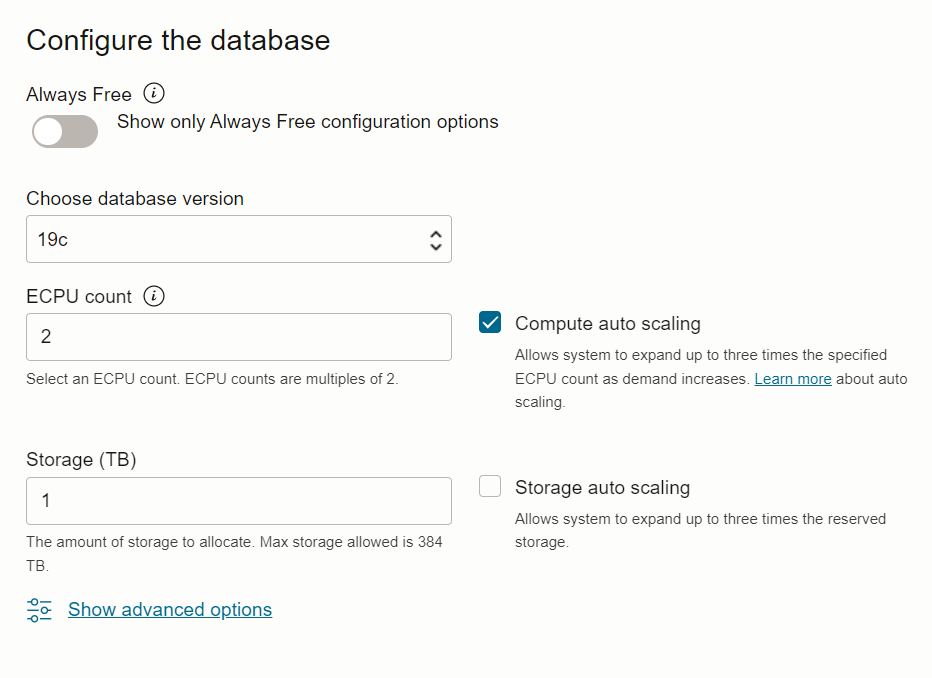 Configure the database
Always Free
Show only Always Free configuration options
Choose database version
19c
ECPU count
2
Select an ECPU count. ECPU counts are multiples of 2.
Compute auto scaling
Allows system to expand up to three times the specified
ECPU count as demand increases. Learn more about auto
scaling.
Storage (TB)
1
The amount of storage to allocate. Max storage allowed is 384
TB.
Storage auto scaling
Allows system to expand up to three times the reserved
storage.
Show advanced options